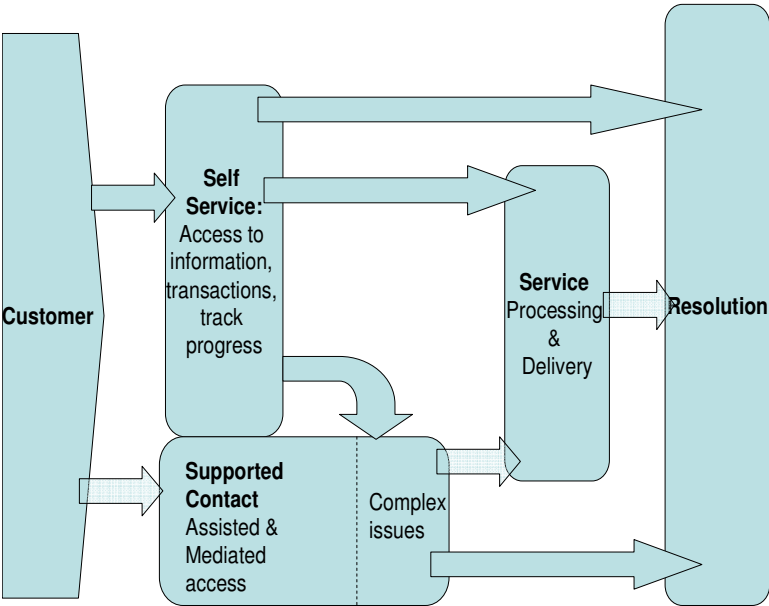 Customer
Self
Service:
Access to
information,
transactions,
track
progress
Supported
Contact
Assisted &
Mediated
access
Complex
issues
Service
Processing
&
Delivery
Resolution